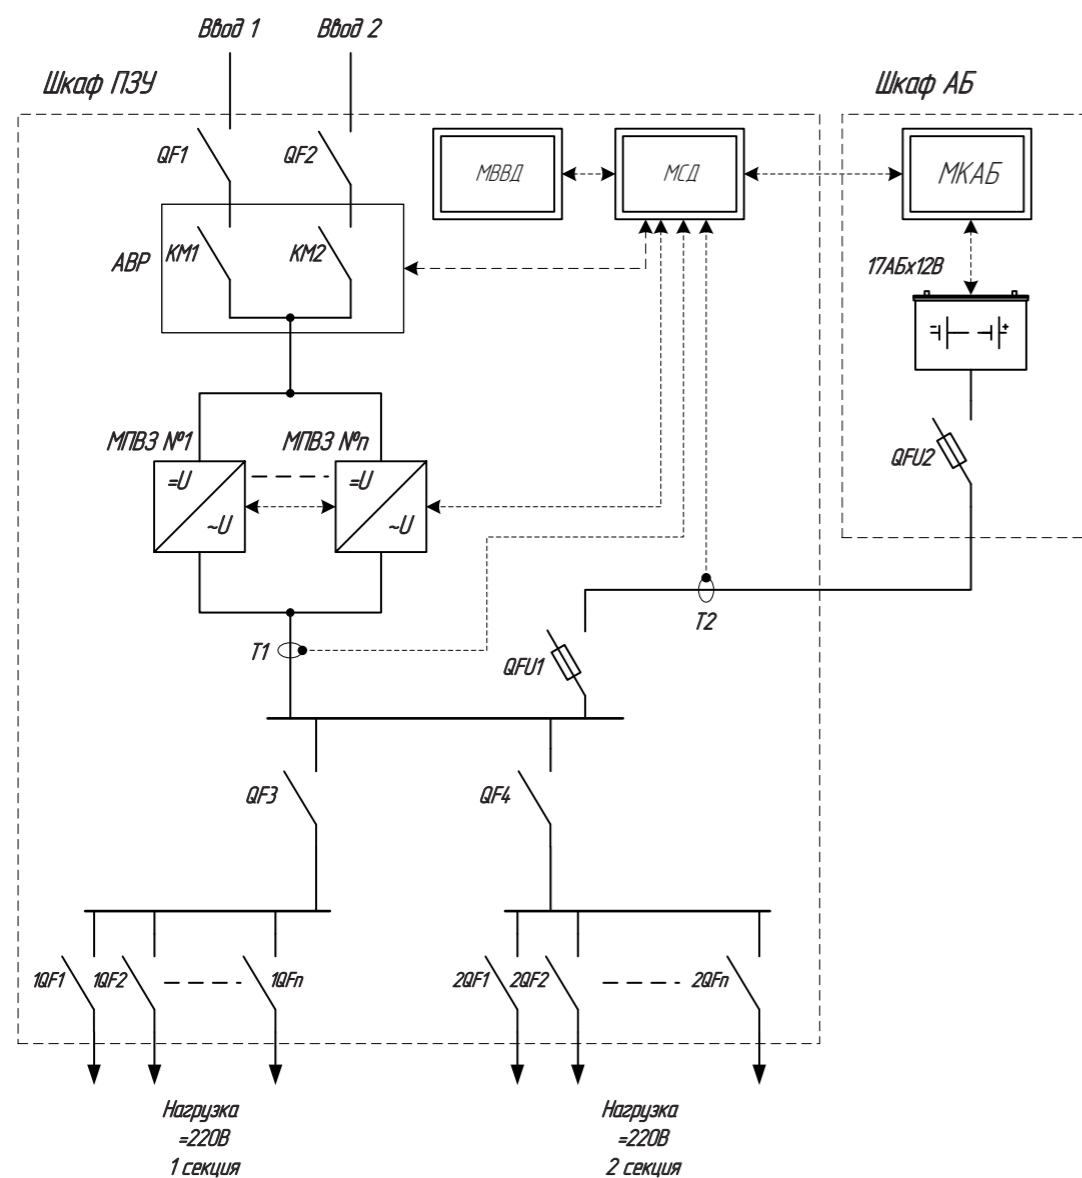 Ввод 1
Ввод 2
Шкаф ПЗУ
Шкаф АБ
QF1
QF2
МВВД
МСД
МКАБ
АВР
КМ1
КМ2
17АБх12В
МПВЗ №1
МПВЗ №n
=U
~U
=U
~U
QFU2
Т1
Т2
QFU1
QF3
QF4
1QF1
1QF2
1QFn
2QF1
2QF2
2QFn
Нагрузка
=220В
1 секция
Нагрузка
=220В
2 секция